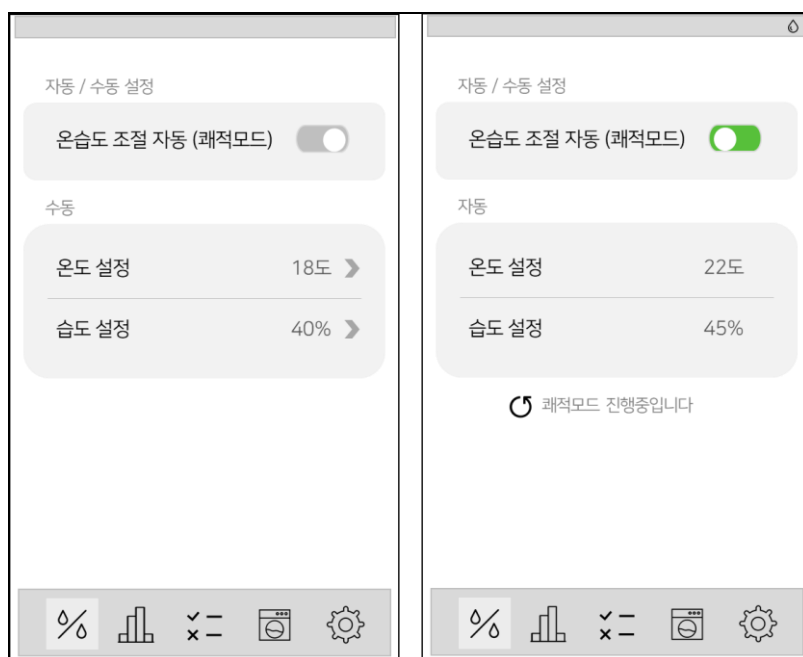 자동 / 수동 설정
온습도 조절 자동 (쾌적모드)
수동
온도 설정 18도
습도 설정 40%
자동 / 수동 설정
온습도 조절 자동 (쾌적모드)
자동
온도 설정 22도
습도 설정 45%
쾌적모드 진행중입니다